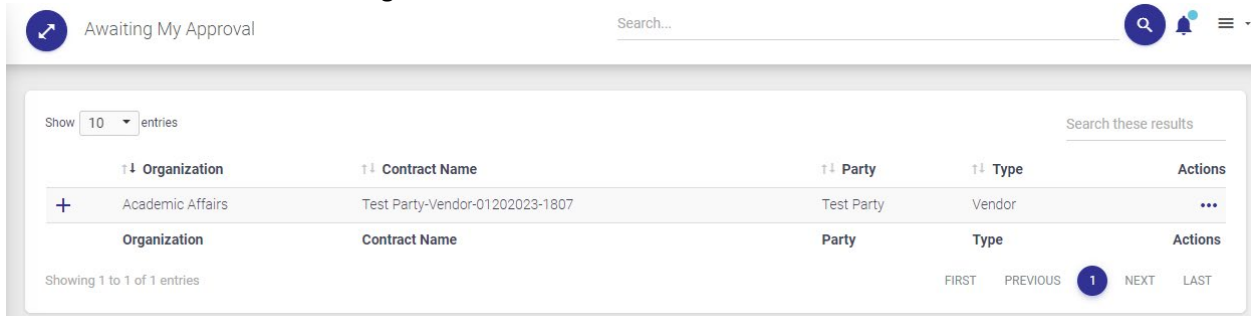 Awaiting My Approval Search...
Show 10 entries Search these results
Organization Contract Name Party Type Actions
Academic Affairs Test Party-Vendor-01202023-1807 Test Party Vendor
Organization Contract Name Party Type Actions
Showing 1 to 1 of 1 entries FIRST PREVIOUS 1 NEXT LAST